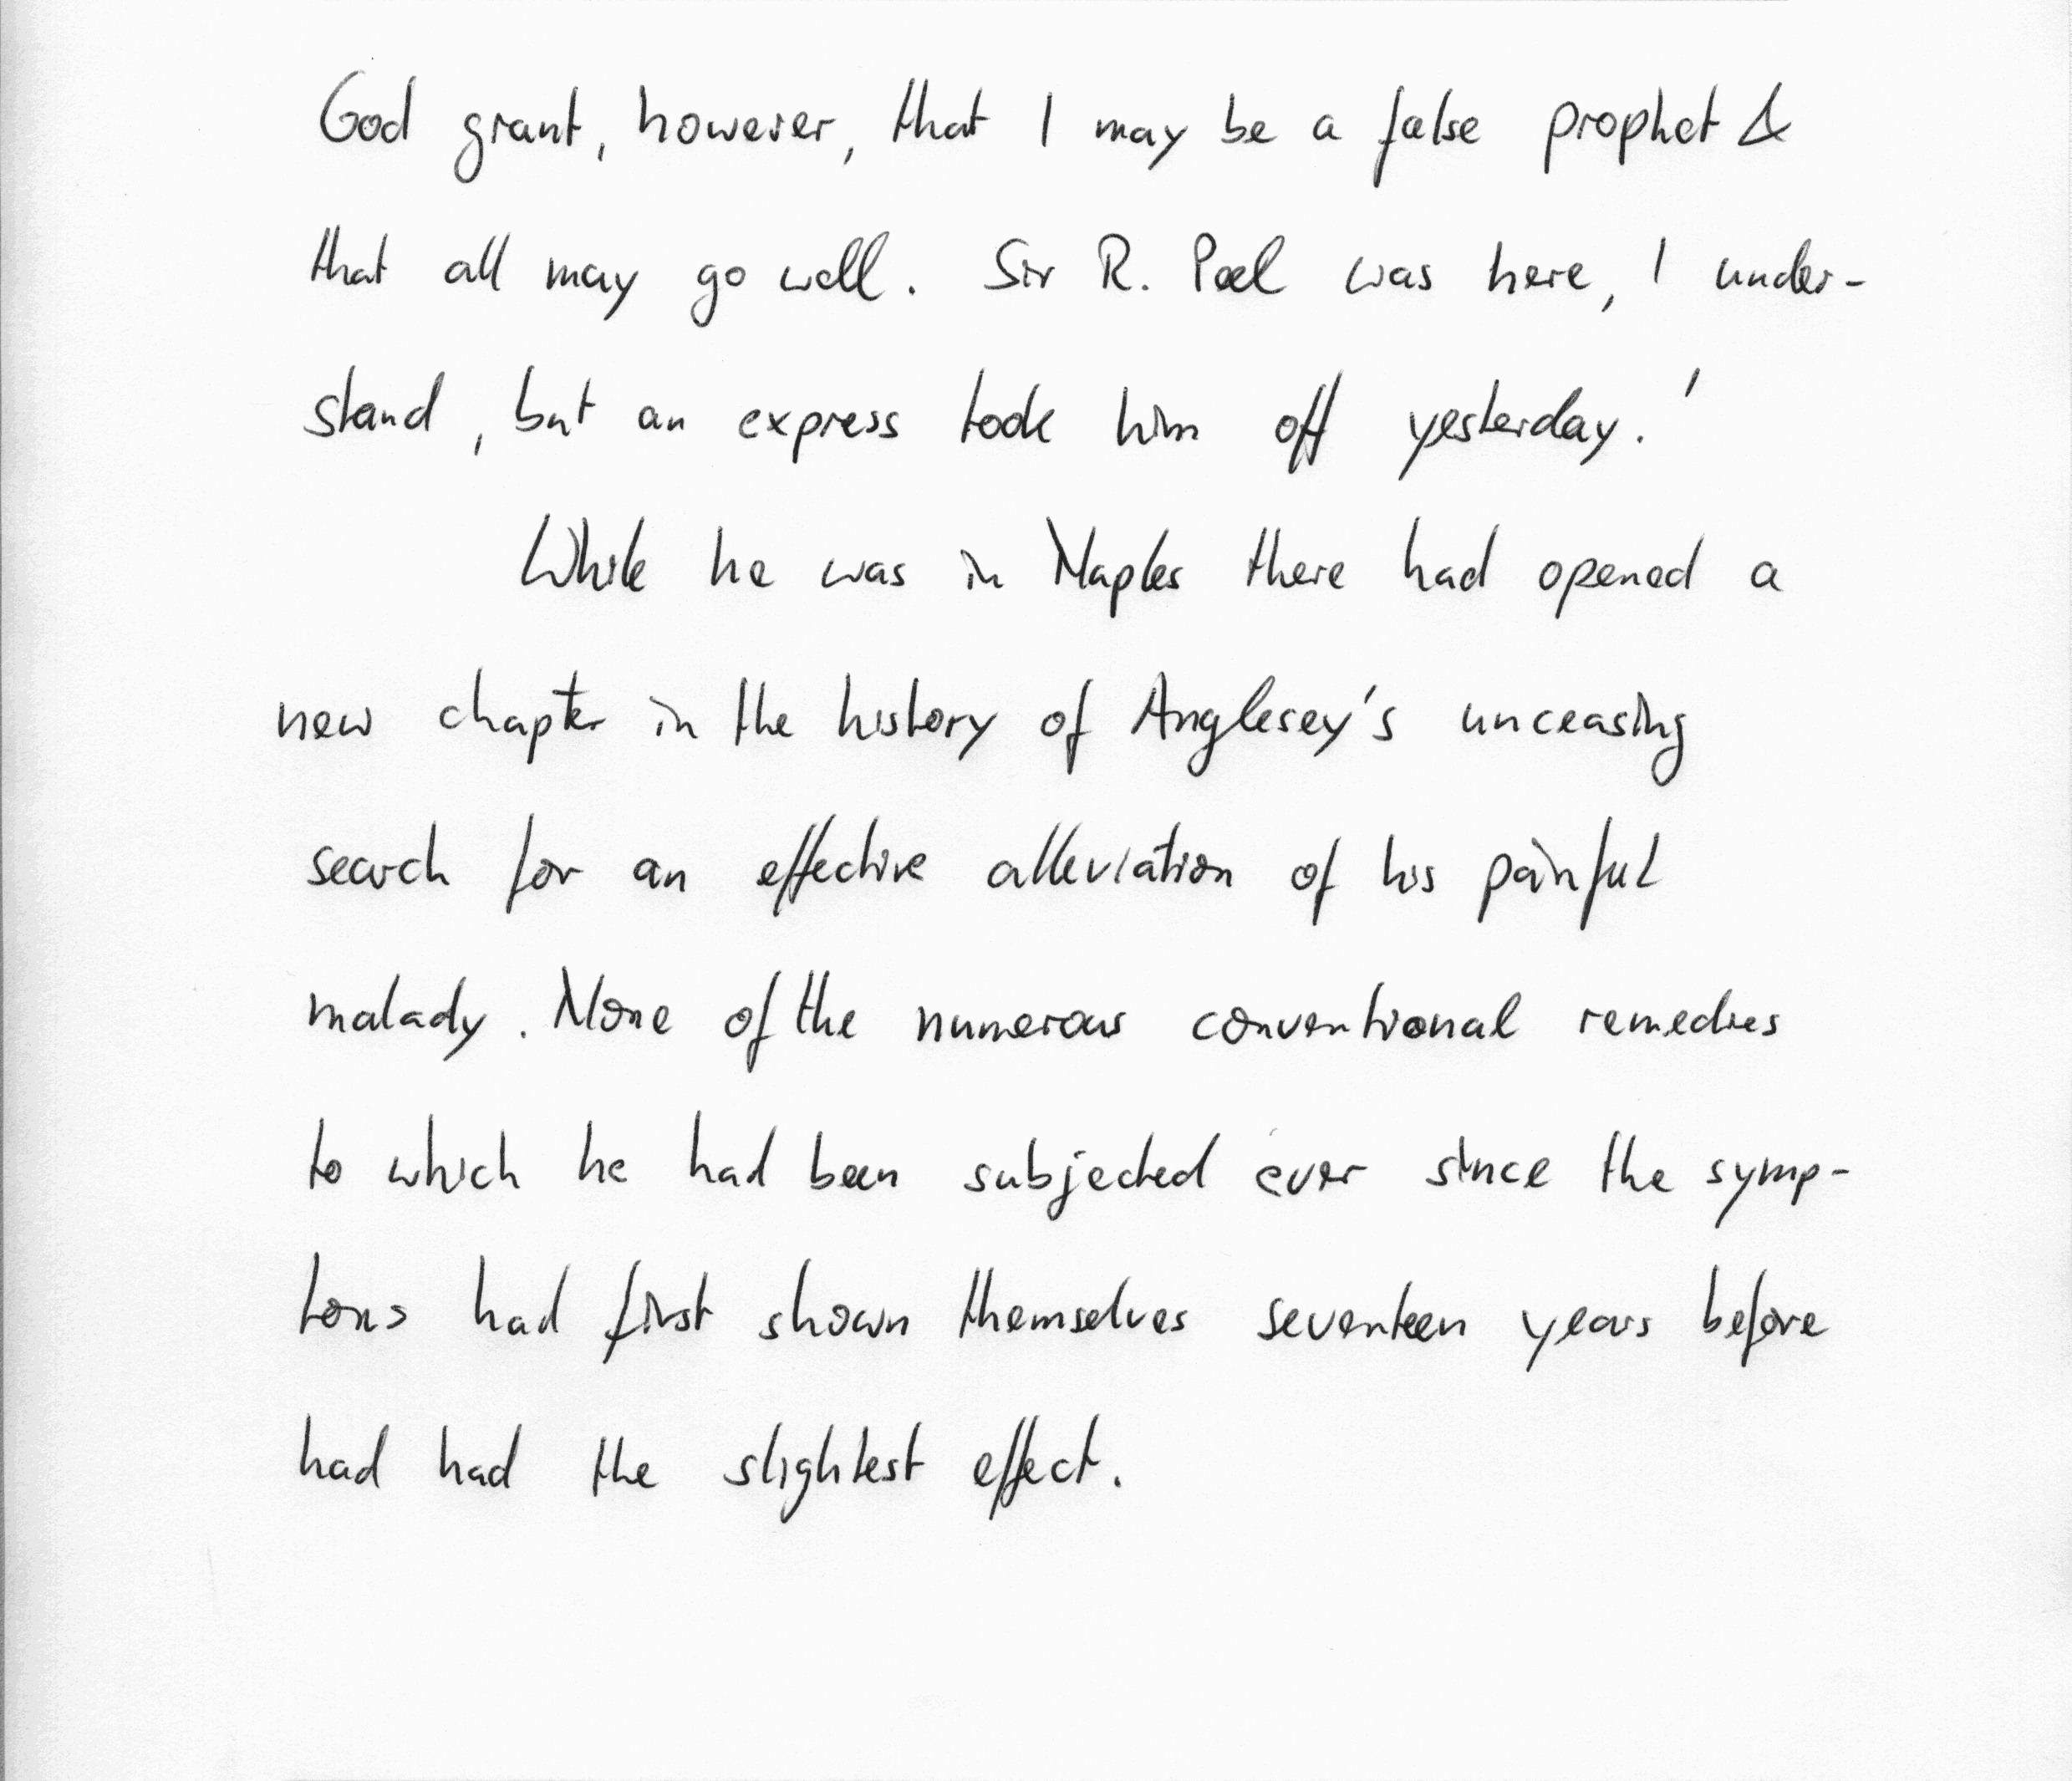 God grant, however, that I may be a false prophet &
that all may go well. Sir R. Peel was here, I under-
stand, but an express took him off yesterday.'
While he was in Naples there had opened a
new chapter in the history of Anglesey's unceasing
search for an effective alleviation of his painful
malady. None of the numerous conventional remedies
to which he had been subjected ever since the symp-
toms had first shown themselves seventeen years before
had had the slightest effect.